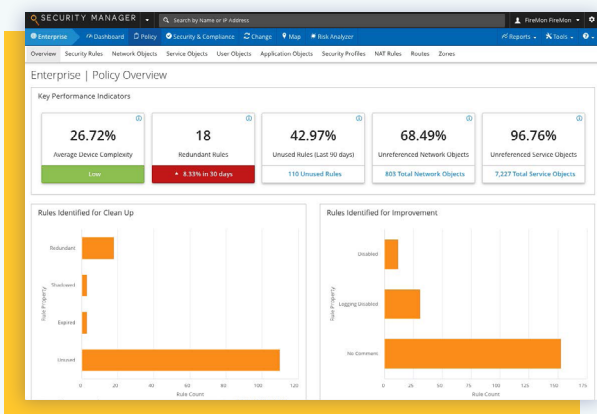 SECURITY MANAGER Search by Name or IP Address FireMon FireMon
Enterprise Dashboard Policy Security & Compliance Change Map Risk Analyzer Reports Tools
Overview Security Rules Network Objects Service Objects User Objects Application Objects Security Profiles NAT Rules Routes Zones
Enterprise | Policy Overview
Key Performance Indicators
26.72%
Average Device Complexity
Low
18
Redundant Rules
8.33% in 30 days
42.97%
Unused Rules (Last 90 days)
110 Unused Rules
68.49%
Unreferenced Network Objects
803 Total Network Objects
96.76%
Unreferenced Service Objects
7,227 Total Service Objects
Rules Identified for Clean Up
Rule Property
Redundant
Shadowed
Expired
Unused
0 20 40 60 80 100 120
Rule Count
Rules Identified for Improvement
Rule Property
Disabled
Logging Disabled
No Comment
0 25 50 75 100 125 150 175
Rule Count